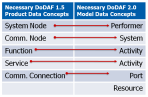 Necessary DoDAF 1.5 Product Data Concepts
Necessary DoDAF 2.0 Model Data Concepts
System Node
Performer
Comm. Node
System
Function
Activity
Service
Activity
Comm. Connection
Port
Resource